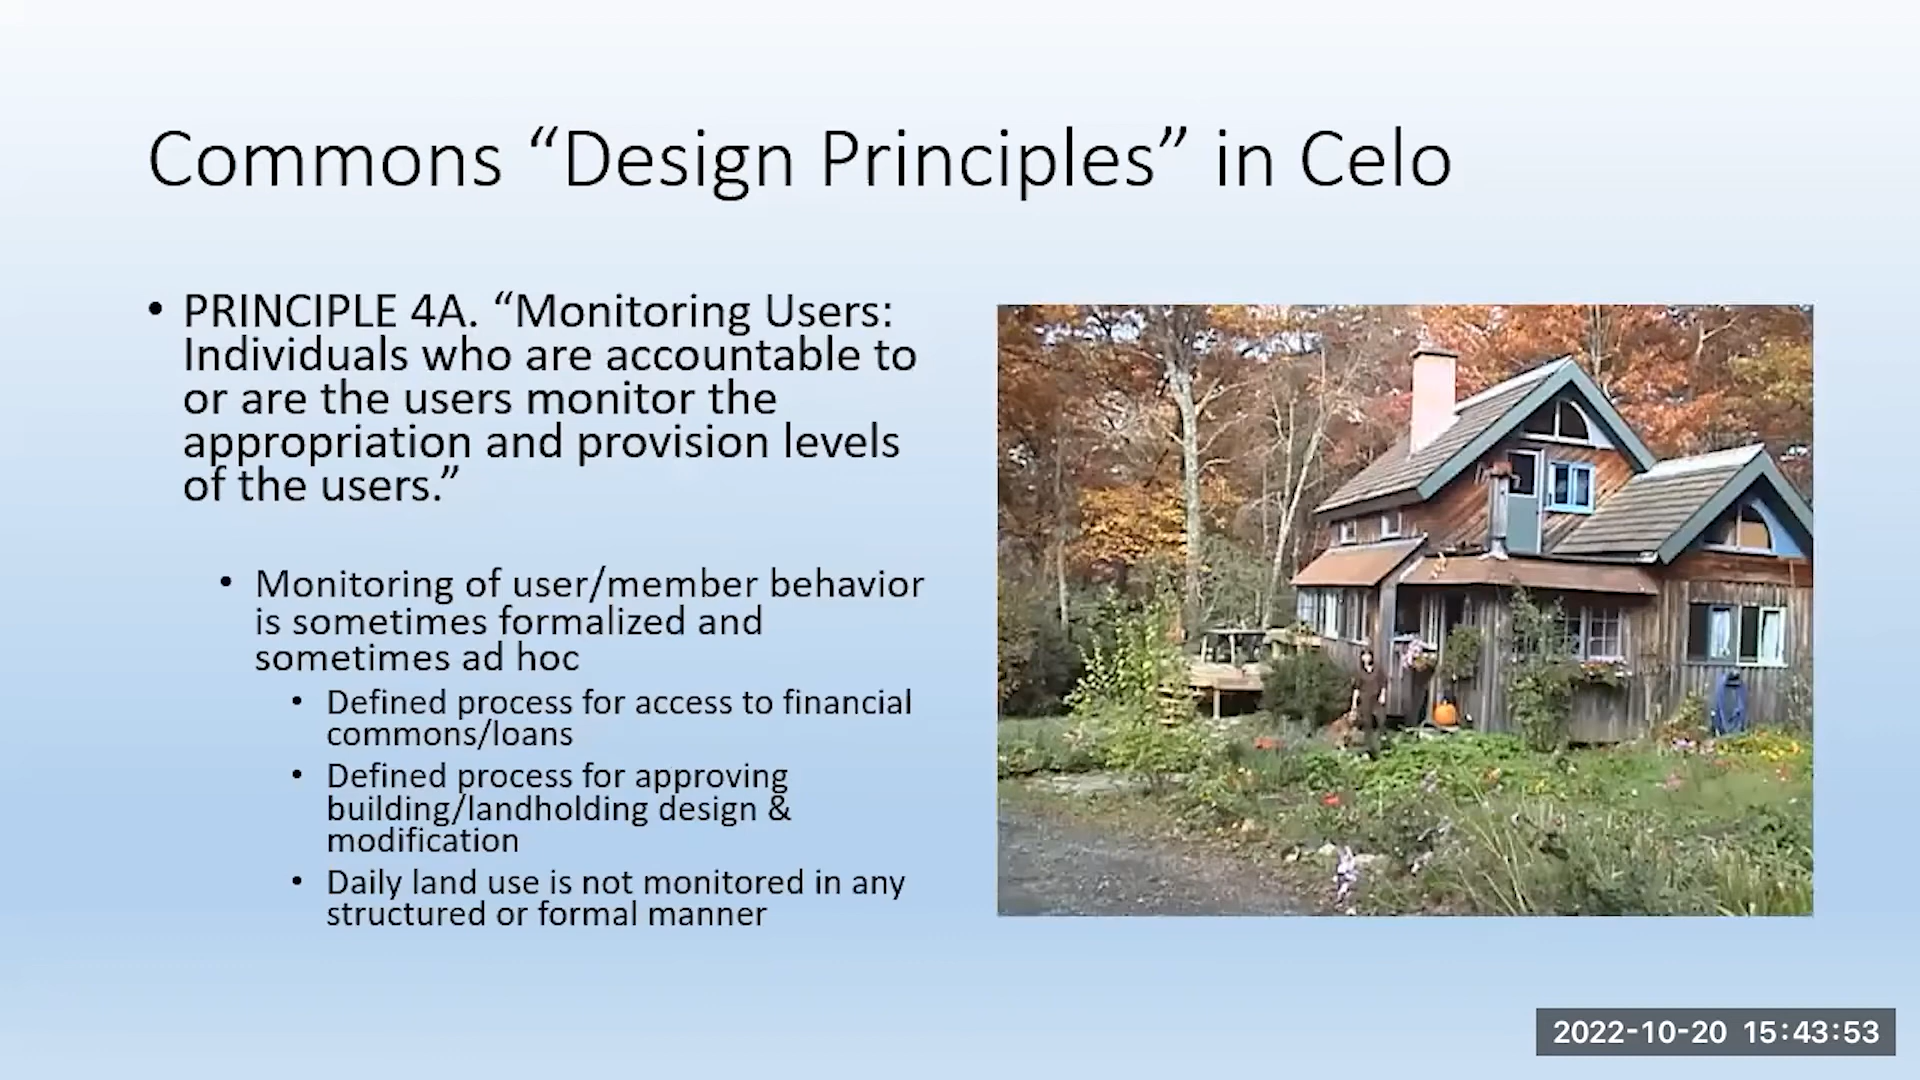 Commons “Design Principles” in Celo
• PRINCIPLE 4A. “Monitoring Users:
Individuals who are accountable to
or are the users monitor the
appropriation and provision levels
of the users.”
• Monitoring of user/member behavior
is sometimes formalized and
sometimes ad hoc
• Defined process for access to financial
commons/loans
• Defined process for approving
building/landholding design &
modification
• Daily land use is not monitored in any
structured or formal manner
2022-10-20 15:43:53